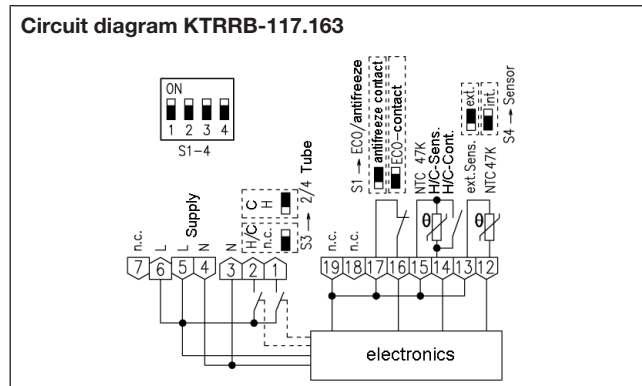 Circuit diagram KTRRB-117.163
ON
1 2 3 4
S1-4
S1 → ECO/antifreeze
antifreeze contact
ECO-contact
NTC 47K
H/C-Sens.
H/C-Cont.
ext.Sens.
NTC 47K
ext.
int.
S4 → Sensor
n.c.
L
L
Supply
N
N
H/C C
n.c. H
S3 → 2/4 Tube
n.c.
n.c.
θ
θ
7 6 5 4 3 2 1
19 18 17 16 15 14 13 12
electronics